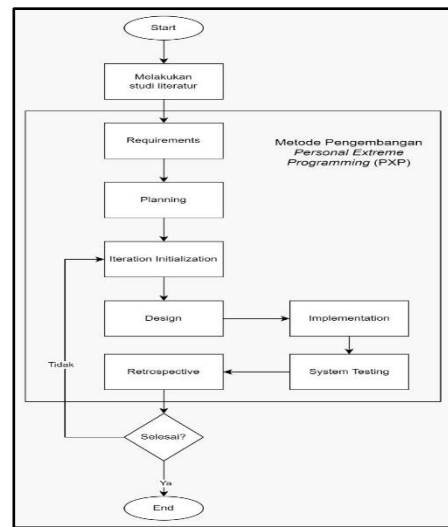 Start
Melakukan
studi literatur
Requirements
Metode Pengembangan
Personal Extreme
Programming (PXP)
Planning
Iteration Initialization
Design
Implementation
Tidak
Retrospective
System Testing
Selesai?
Ya
End